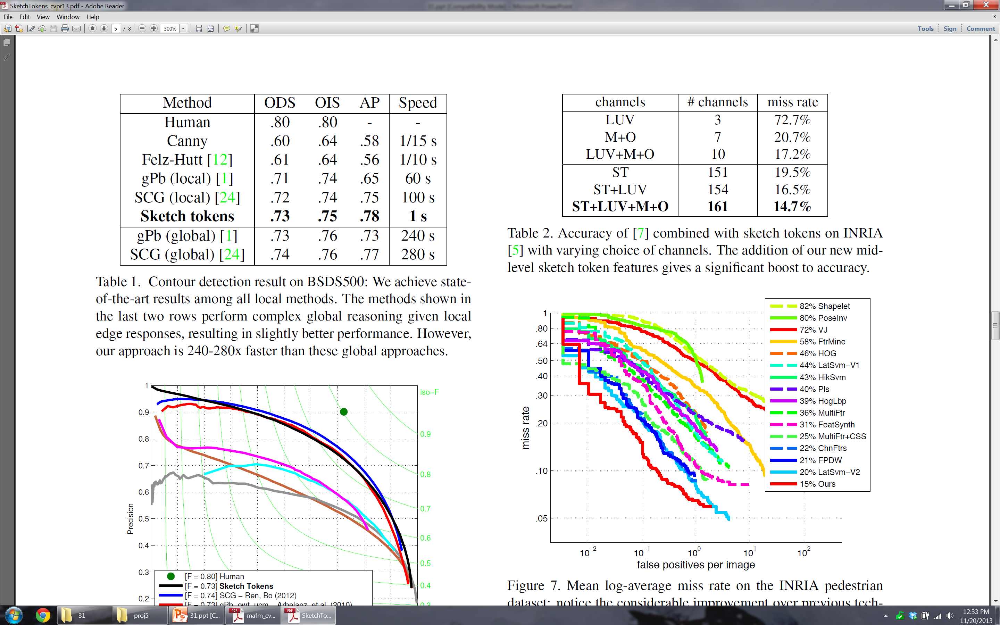 SketchTokens_cvpr13.pdf - Adobe Reader
31.ppt [Compatibility Mode] - Microsoft PowerPoint
File Edit View Window Help
5 / 8 300% Tools Sign Comment
Method ODS OIS AP Speed
Human .80 .80 - -
Canny .60 .64 .58 1/15 s
Felz-Hutt [12] .61 .64 .56 1/10 s
gPb (local) [1] .71 .74 .65 60 s
SCG (local) [24] .72 .74 .75 100 s
Sketch tokens .73 .75 .78 1 s
gPb (global) [1] .73 .76 .73 240 s
SCG (global) [24] .74 .76 .77 280 s
Table 1. Contour detection result on BSDS500: We achieve state-
of-the-art results among all local methods. The methods shown in
the last two rows perform complex global reasoning given local
edge responses, resulting in slightly better performance. However,
our approach is 240-280x faster than these global approaches.
1
0.9
0.8
0.7
0.6
0.5
0.4
0.3
0.2
Precision
iso-F
0.9
0.8
0.7
0.6
0.5
0.4
0.3
[F = 0.80] Human
[F = 0.73] Sketch Tokens
[F = 0.74] SCG - Ren, Bo (2012)
[F = 0.73] gPb-owt-ucm - Arbelaez, et al. (2010)
channels # channels miss rate
LUV 3 72.7%
M+O 7 20.7%
LUV+M+O 10 17.2%
ST 151 19.5%
ST+LUV 154 16.5%
ST+LUV+M+O 161 14.7%
Table 2. Accuracy of [7] combined with sketch tokens on INRIA
[5] with varying choice of channels. The addition of our new mid-
level sketch token features gives a significant boost to accuracy.
1
.80
.64
.50
.40
.30
.20
.10
.05
miss rate
82% Shapelet
80% PoseInv
72% VJ
58% FtrMine
46% HOG
44% LatSvm-V1
43% HikSvm
40% Pls
39% HogLbp
36% MultiFtr
31% FeatSynth
25% MultiFtr+CSS
22% ChnFtrs
21% FPDW
20% LatSvm-V2
15% Ours
10^-2 10^-1 10^0 10^1 10^2
false positives per image
Figure 7. Mean log-average miss rate on the INRIA pedestrian
dataset; notice the considerable improvement over previous tech-
31 proj5 31.ppt [C... mafm_cv... SketchTo...
12:33 PM
11/20/2013